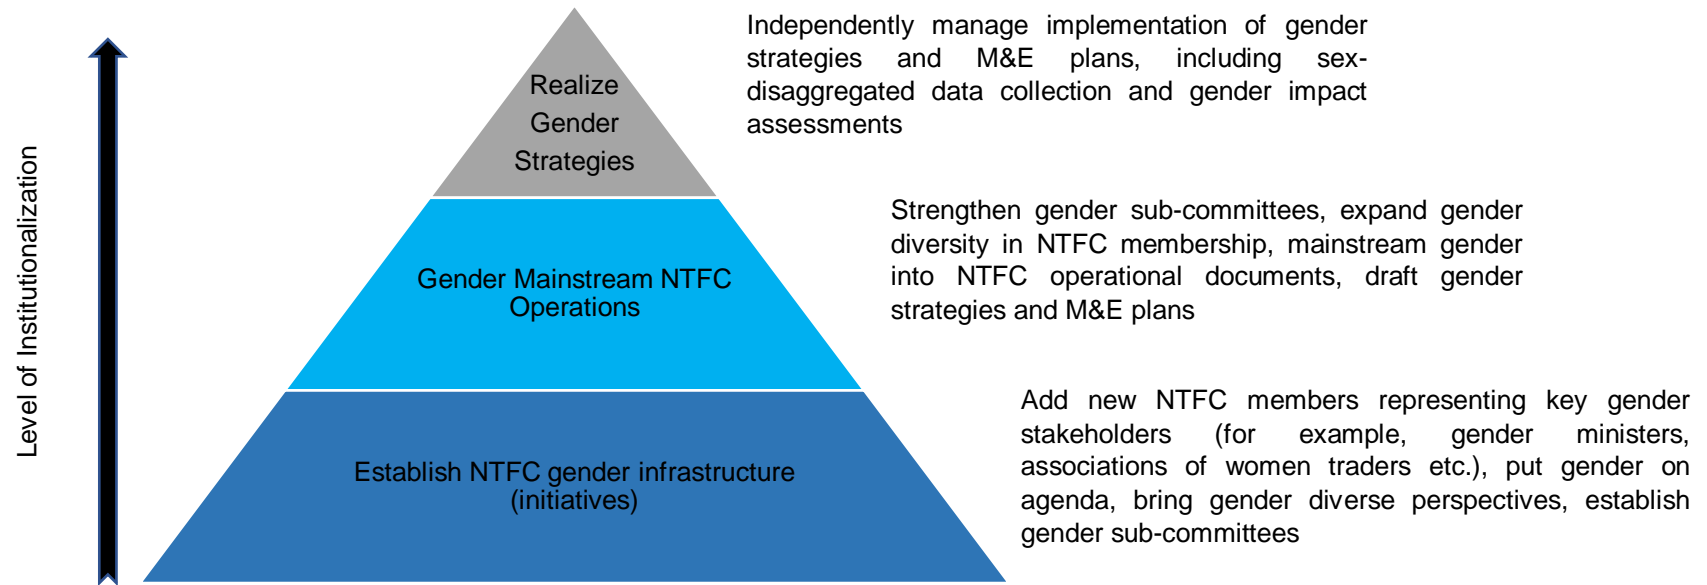 Independently manage implementation of gender
strategies and M&E plans, including sex-
disaggregated data collection and gender impact
assessments
Realize
Gender
Strategies
Level of Institutionalization
Strengthen gender sub-committees, expand gender
diversity in NTFC membership, mainstream gender
into NTFC operational documents, draft gender
strategies and M&E plans
Gender Mainstream NTFC
Operations
Add new NTFC members representing key gender
stakeholders (for example, gender ministers,
associations of women traders etc.), put gender on
agenda, bring gender diverse perspectives, establish
gender sub-committees
Establish NTFC gender infrastructure
(initiatives)